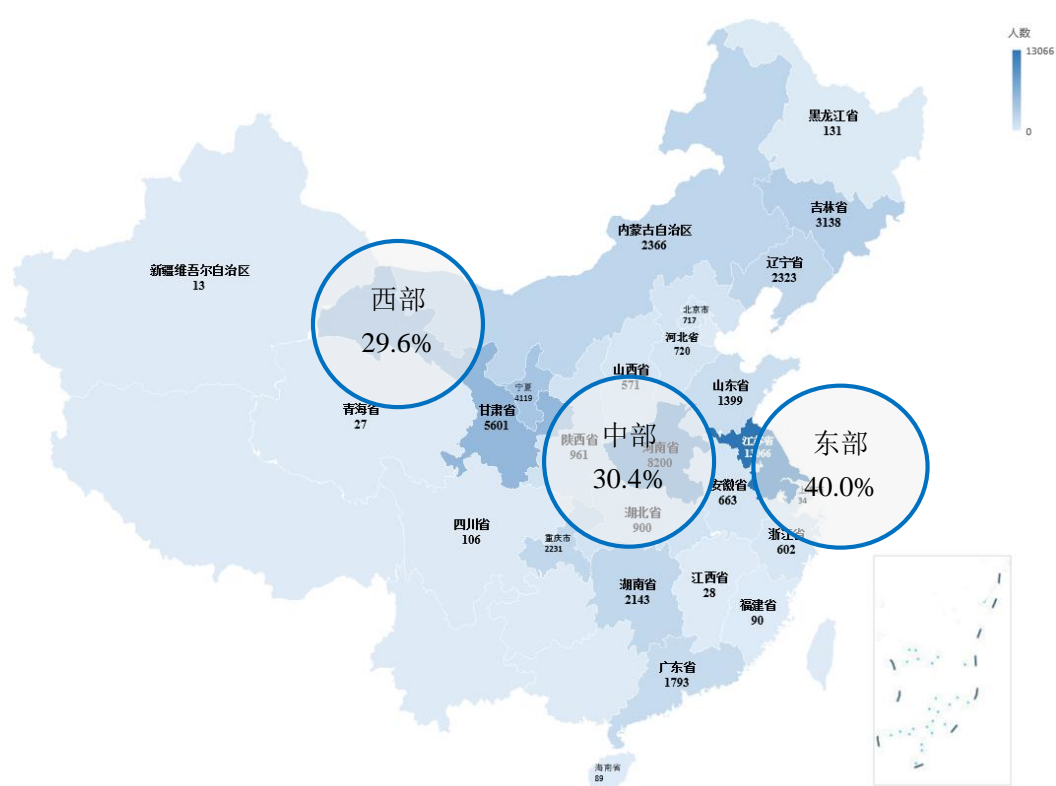 人数
13066
0
黑龙江省
131
吉林省
3138
内蒙古自治区
2366
辽宁省
2323
新疆维吾尔自治区
13
西部
29.6%
北京市
717
河北省
720
山西省
571
山东省
1399
宁夏
4119
青海省
27
甘肃省
5601
陕西省
961
中部
30.4%
河南省
8200
江苏省
13066
东部
40.0%
安徽省
663
34
湖北省
900
四川省
106
重庆市
2231
浙江省
602
湖南省
2143
江西省
28
福建省
90
广东省
1793
海南省
89